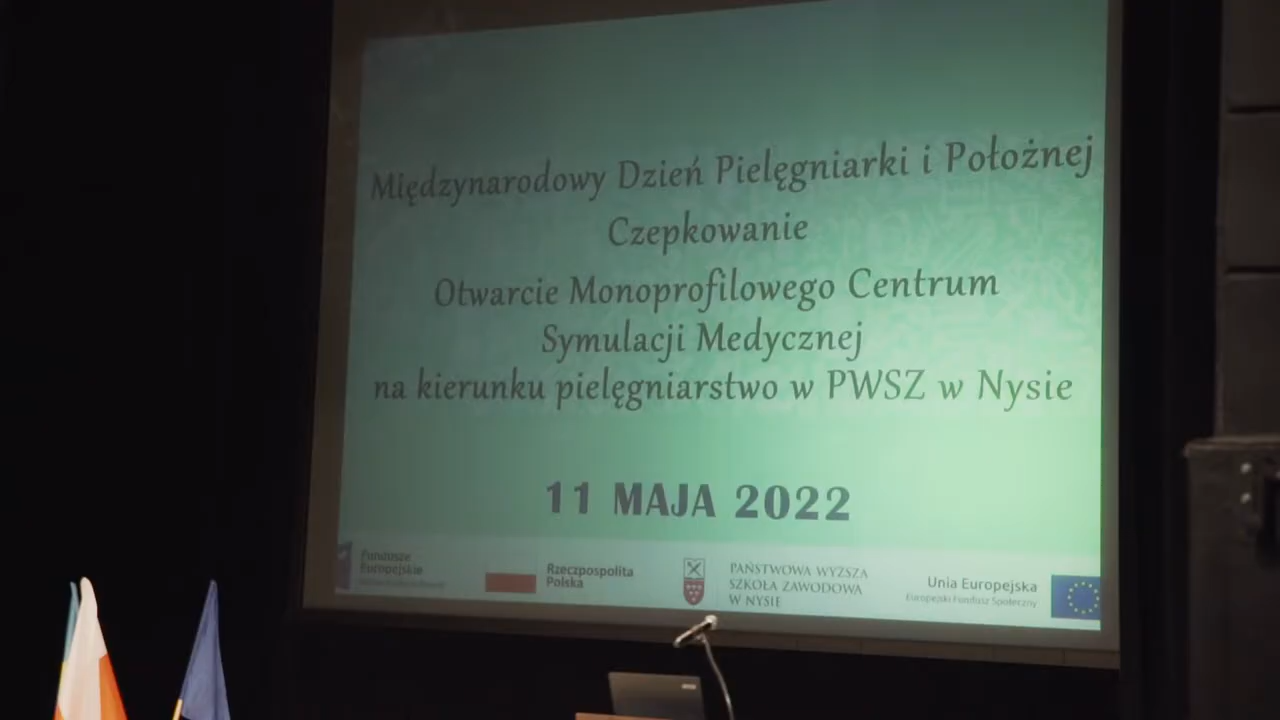 Międzynarodowy Dzień Pielęgniarki i Położnej
Czepkowanie
Otwarcie Monoprofilowego Centrum
Symulacji Medycznej
na kierunku pielęgniarstwo w PWSZ w Nysie
11 MAJA 2022
Fundusze
Europejskie
Rzeczpospolita
Polska
PAŃSTWOWA WYŻSZA
SZKOŁA ZAWODOWA
W NYSIE
Unia Europejska
Europejski Fundusz Społeczny